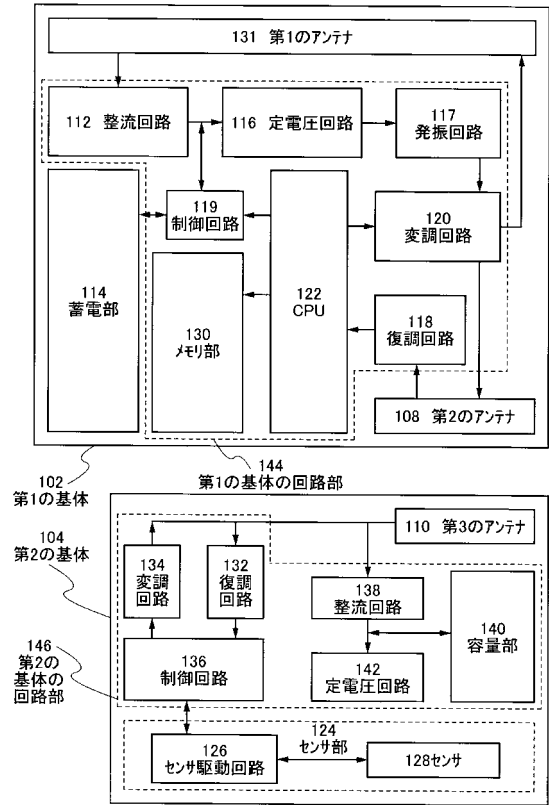 131 第1のアンテナ
112 整流回路
116 定電圧回路
117
発振回路
119
制御回路
120
変調回路
114
蓄電部
130
メモリ部
122
CPU
118
復調回路
108 第2のアンテナ
102
第1の基体
144
第1の基体の回路部
104
第2の基体
110 第3のアンテナ
134
変調
回路
132
復調
回路
138
整流回路
140
容量部
146
第2の
基体の
回路部
136
制御回路
142
定電圧回路
124
センサ部
126
センサ駆動回路
128センサ